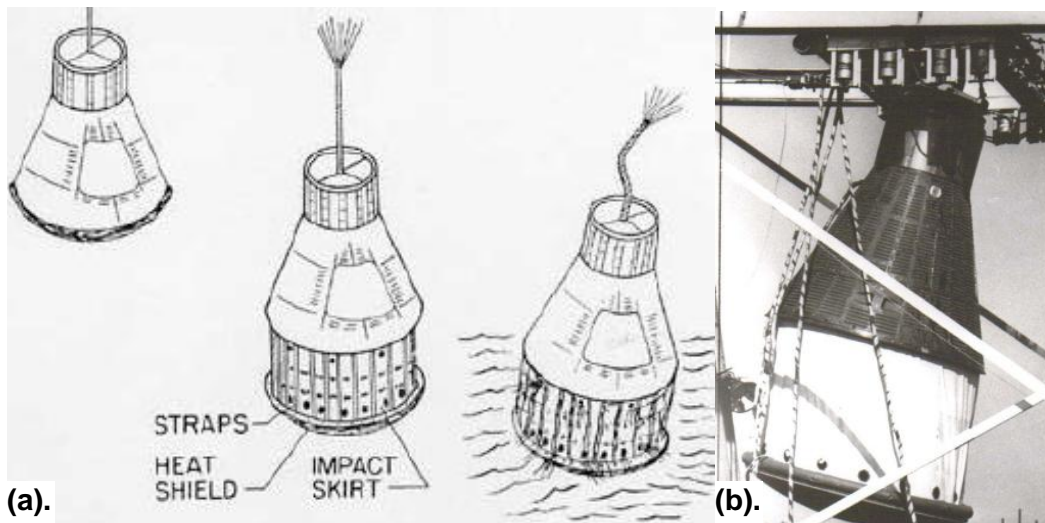 STRAPS
HEAT
SHIELD
IMPACT
SKIRT
(a).
(b).